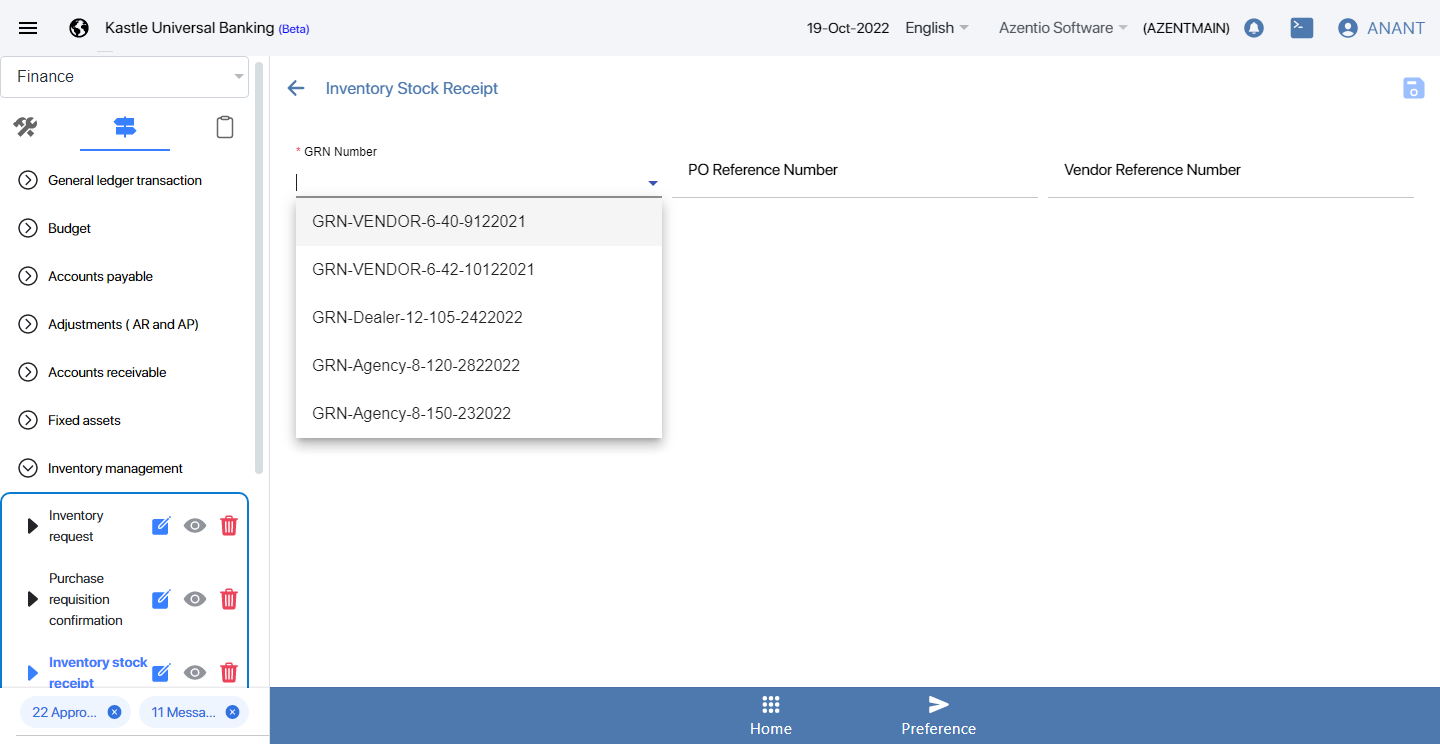 Kastle Universal Banking (Beta)
19-Oct-2022 English Azentio Software (AZENTMAIN) ANANT
Finance
General ledger transaction
Budget
Accounts payable
Adjustments ( AR and AP)
Accounts receivable
Fixed assets
Inventory management
Inventory
request
Purchase
requisition
confirmation
Inventory stock
receipt
22 Appro...
11 Messa...
Inventory Stock Receipt
* GRN Number
PO Reference Number
Vendor Reference Number
GRN-VENDOR-6-40-9122021
GRN-VENDOR-6-42-10122021
GRN-Dealer-12-105-2422022
GRN-Agency-8-120-2822022
GRN-Agency-8-150-232022
Home
Preference